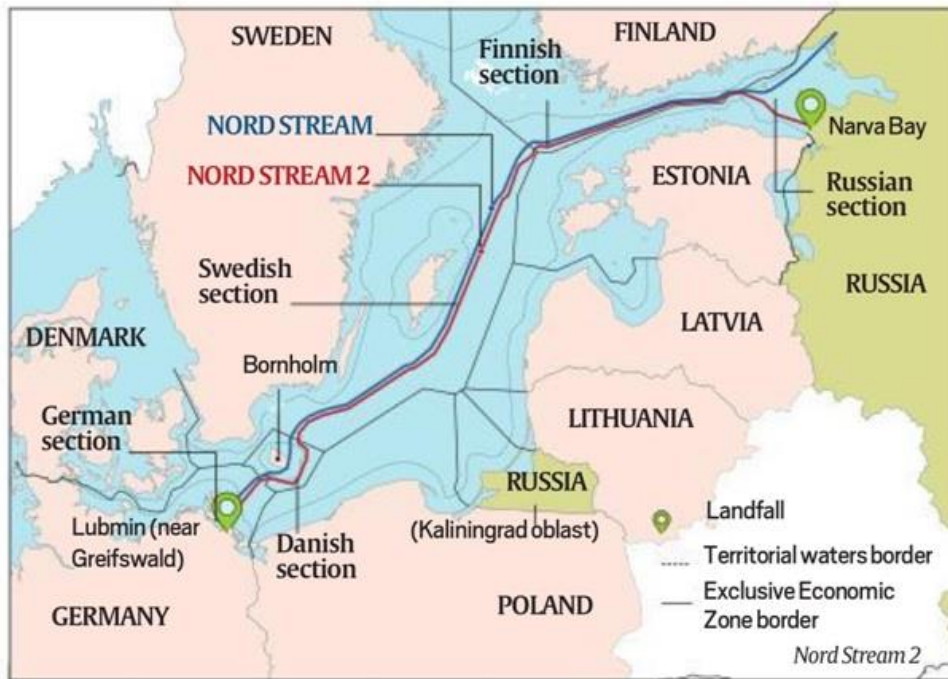 SWEDEN
FINLAND
Finnish
section
NORD STREAM
Narva Bay
NORD STREAM 2
ESTONIA
Russian
section
Swedish
section
RUSSIA
LATVIA
DENMARK
Bornholm
German
section
LITHUANIA
RUSSIA
Landfall
Lubmin (near
Greifswald)
(Kaliningrad oblast)
Danish
section
Territorial waters border
Exclusive Economic
Zone border
GERMANY
POLAND
Nord Stream 2